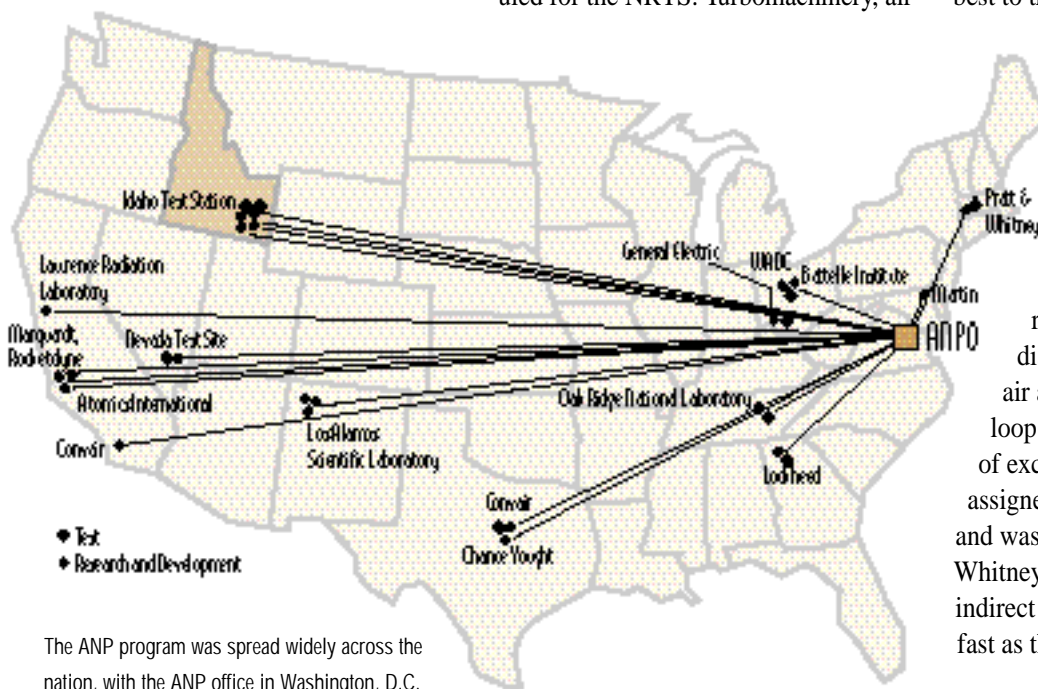 uled for the NRTS. Turbomachinery, all
best to th
Idaho Test Station
Pratt &
Whitney
General Electric
WADC
Battelle Institute
Lawrence Radiation
Laboratory
Martin
ANPO
Marquardt,
Rocketdyne
Nevada Test Site
Atomics International
Oak Ridge National Laboratory
Convair
Los Alamos
Scientific Laboratory
Lockheed
Convair
Chance Vought
Test
Research and Development
The ANP program was spread widely across the
nation, with the ANP office in Washington, D.C.
r
di
air a
loop
of exc
assigne
and was
Whitney
indirect
fast as th